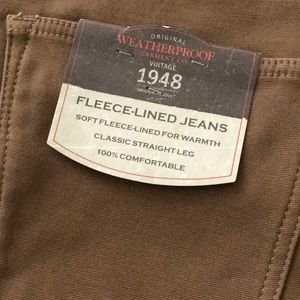 ORIGINAL
WEATHERPROOF
GARMENT CO.
VINTAGE
1948
FLEECE-LINED JEANS
SOFT FLEECE-LINED FOR WARMTH
CLASSIC STRAIGHT LEG
100% COMFORTABLE